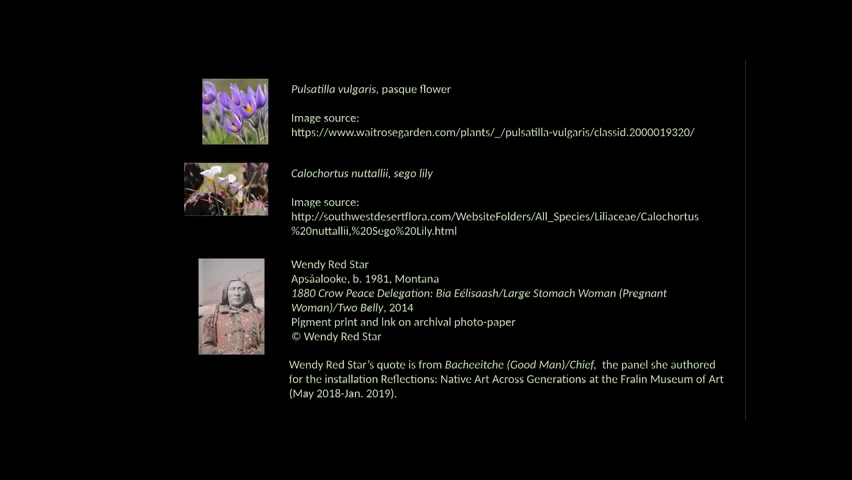 Pulsatilla vulgaris, pasque flower
Image source:
https://www.waitrosegarden.com/plants/_/pulsatilla-vulgaris/classid.2000019320/
Calochortus nuttallii, sego lily
Image source:
http://southwestdesertflora.com/WebsiteFolders/All_Species/Liliaceae/Calochortus
%20nuttallii,%20Sego%20Lily.html
Wendy Red Star
Apsáalooke, b. 1981, Montana
1880 Crow Peace Delegation: Bia Eélisaash/Large Stomach Woman (Pregnant
Woman)/Two Belly, 2014
Pigment print and ink on archival photo-paper
© Wendy Red Star
Wendy Red Star's quote is from Bacheeitche (Good Man)/Chief, the panel she authored
for the installation Reflections: Native Art Across Generations at the Fralin Museum of Art
(May 2018-Jan. 2019).